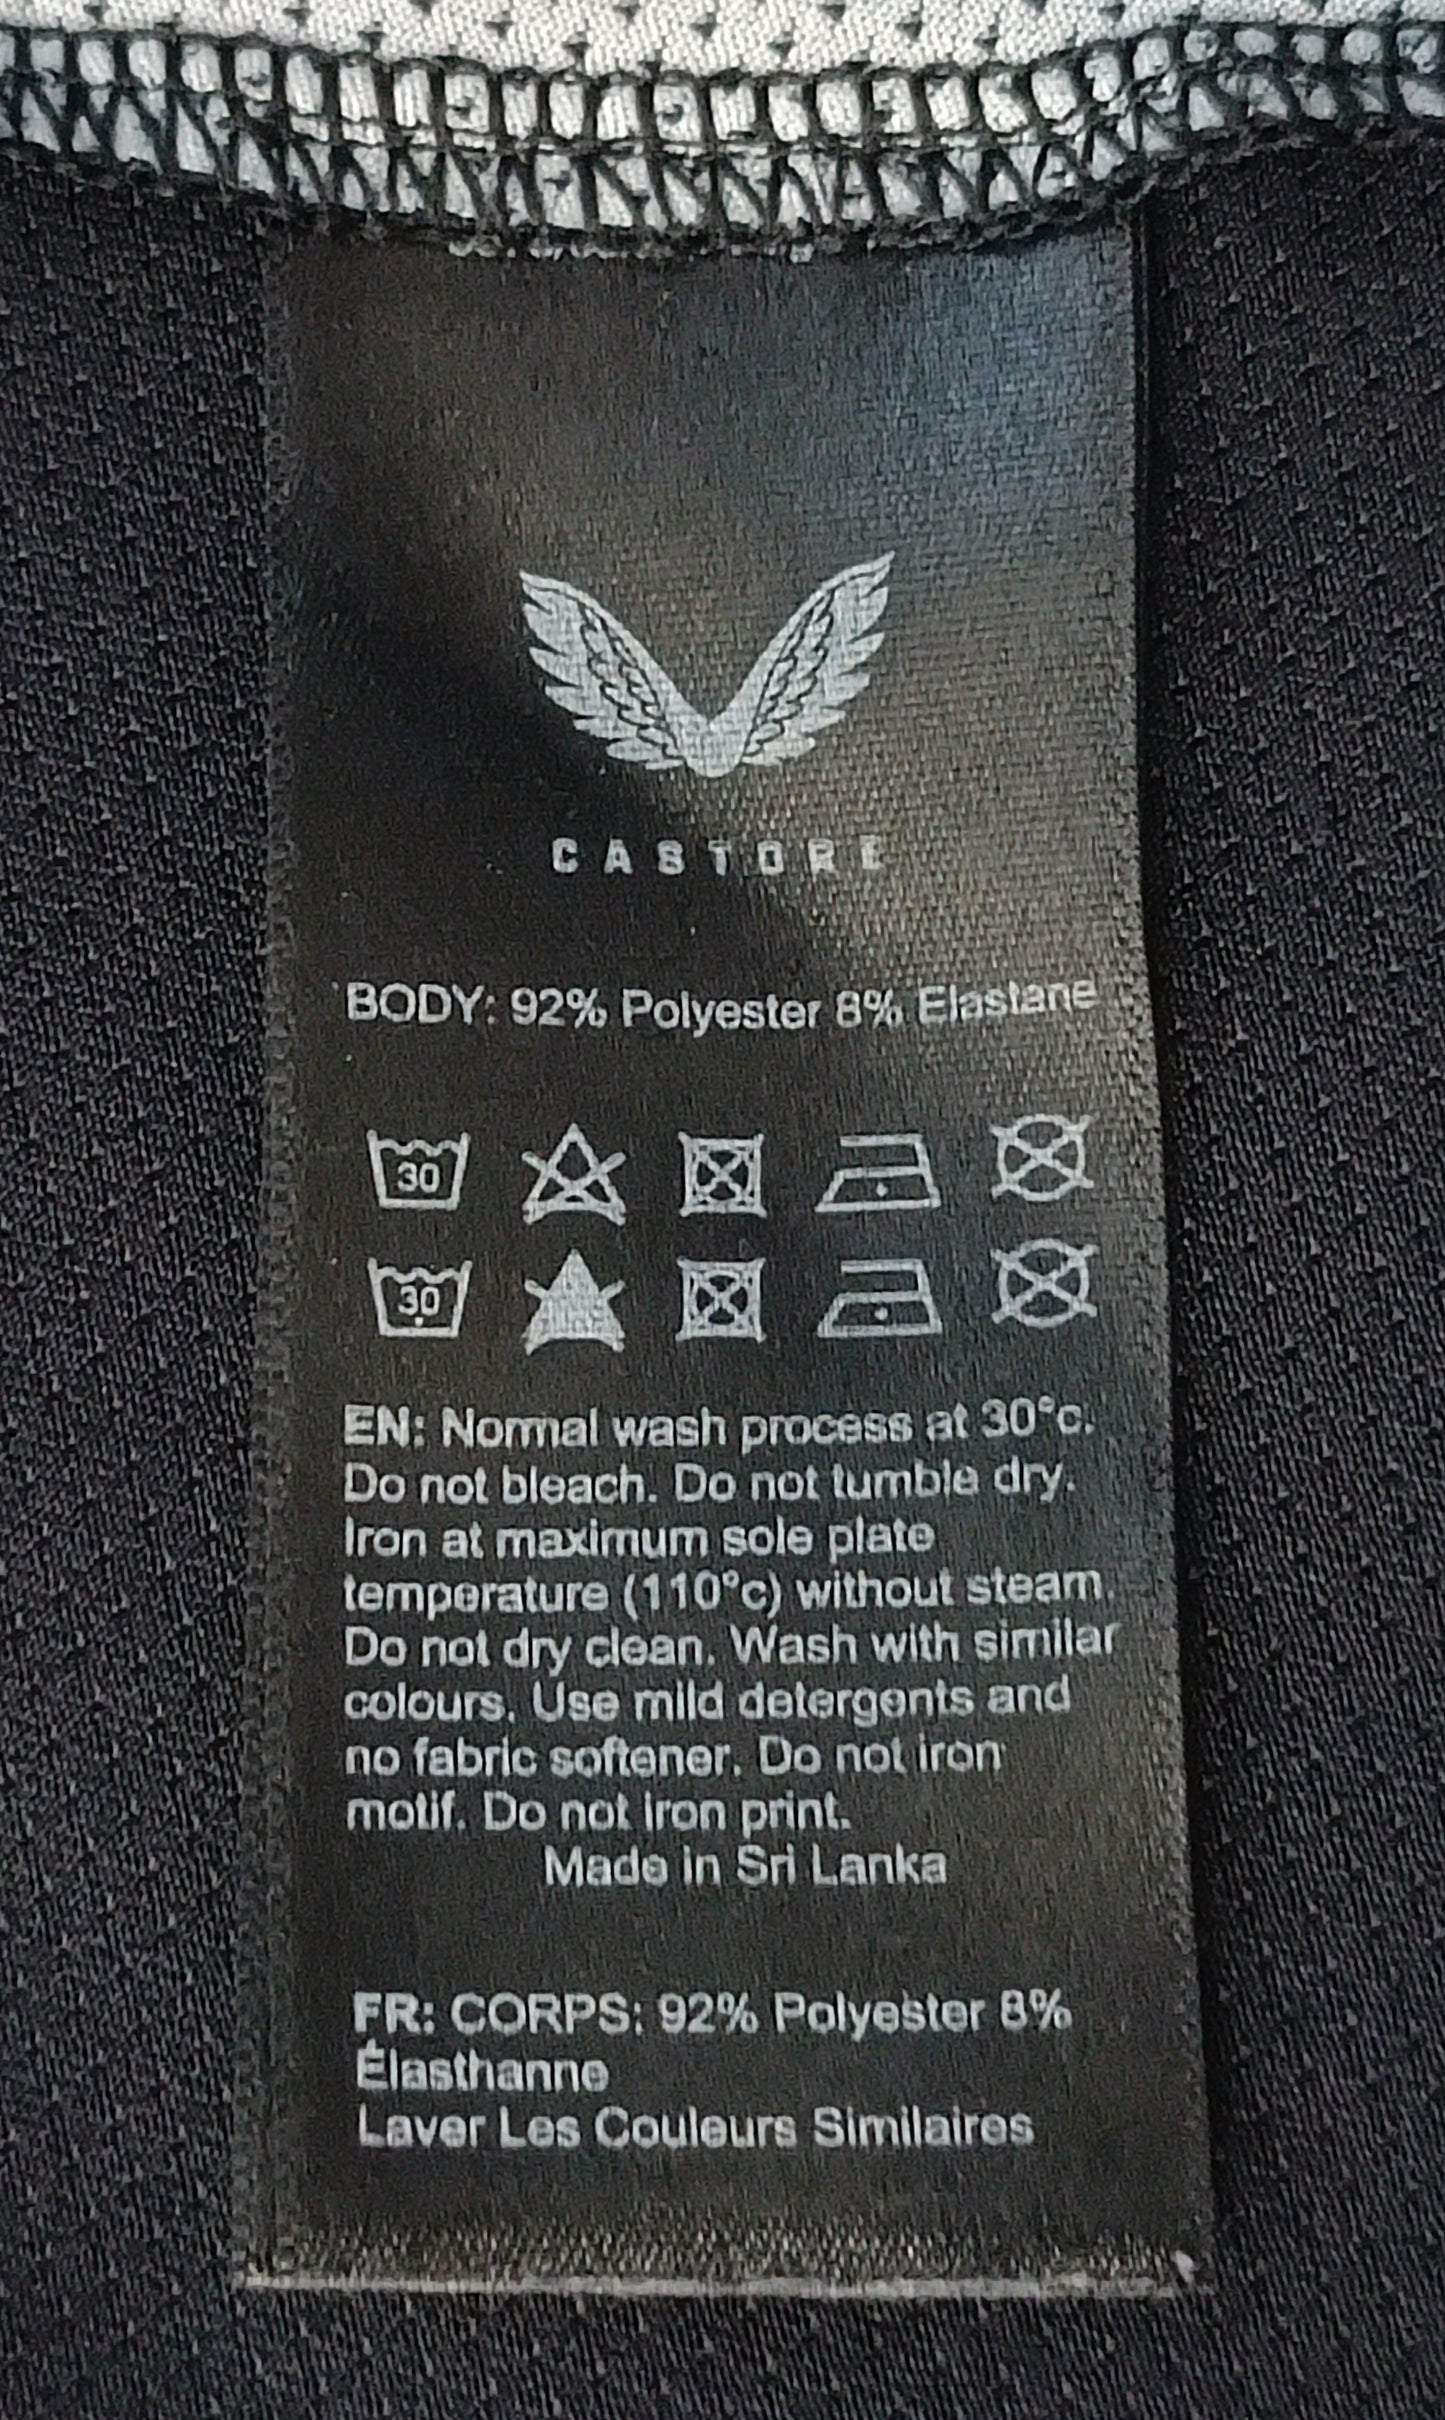 CASTORE
BODY: 92% Polyester 8% Elastane
30
30
EN: Normal wash process at 30°c.
Do not bleach. Do not tumble dry.
Iron at maximum sole plate
temperature (110°c) without steam.
Do not dry clean. Wash with similar
colours. Use mild detergents and
no fabric softener. Do not iron
motif. Do not iron print.
Made in Sri Lanka
FR: CORPS: 92% Polyester 8%
Élasthanne
Laver Les Couleurs Similaires